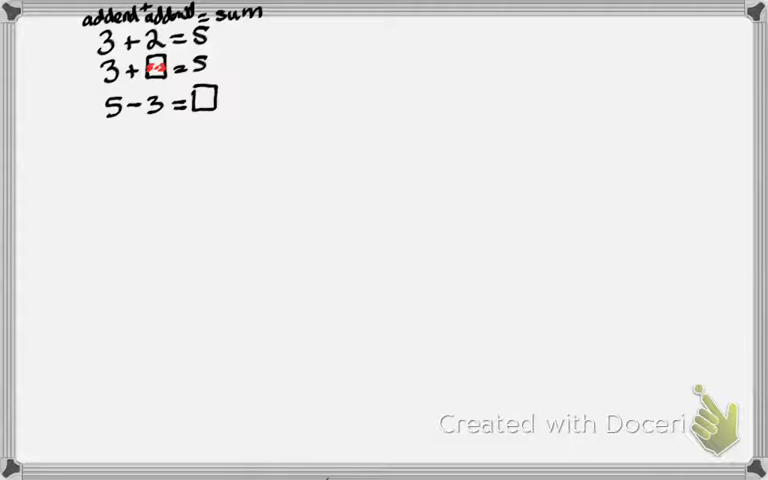 addend + addend = sum
3 + 2 = 5
3 + □ = 5
5 - 3 = □
Created with Doceri